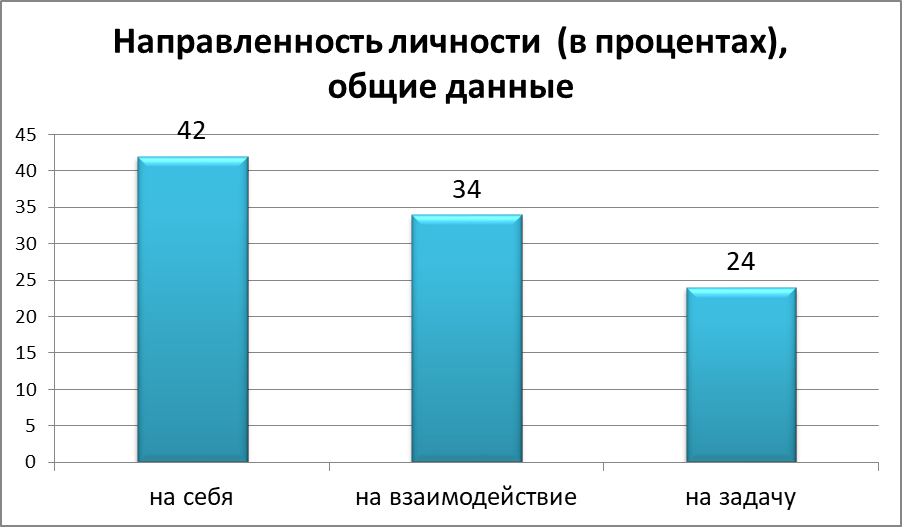 Направленность личности (в процентах),
общие данные
45
40
35
30
25
20
15
10
5
0
42
34
24
на себя
на взаимодействие
на задачу